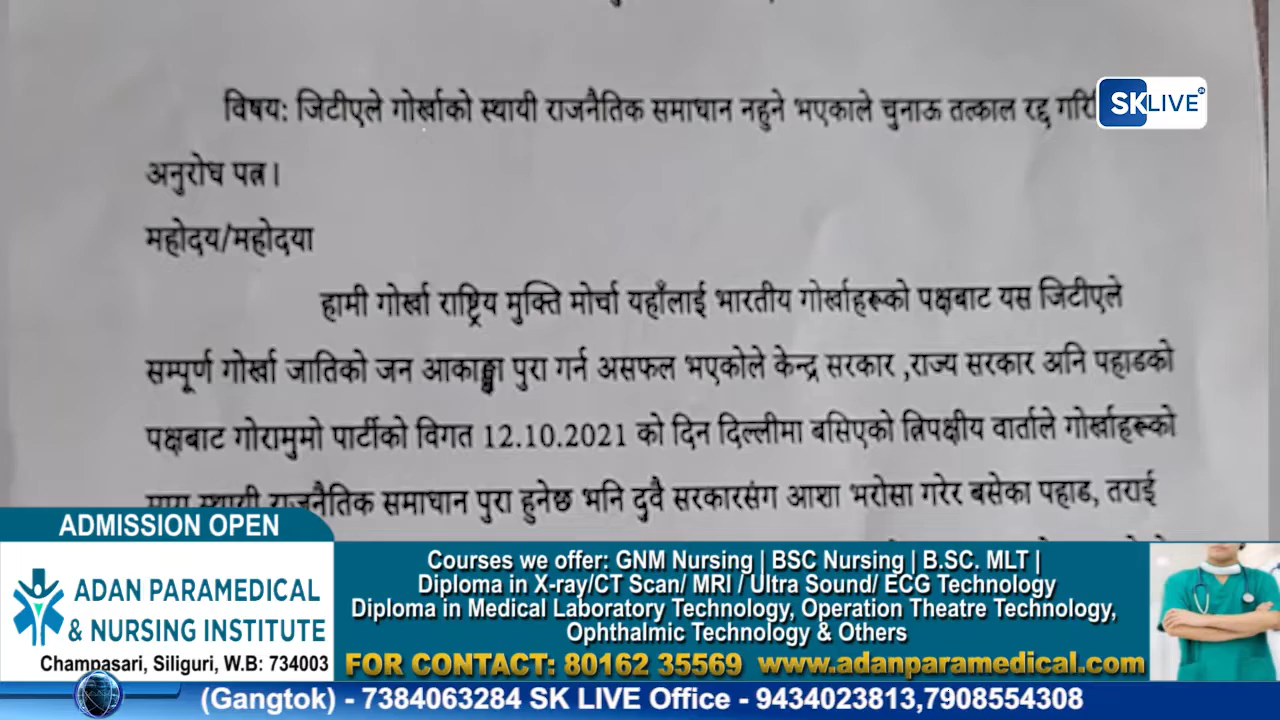 विषय: जिटीएले गोर्खाको स्थायी राजनैतिक समाधान नहुने भएकाले चुनाऊ तत्काल रद्द
SKLIVE
अनुरोध पत्र।
महोदय/महोदया
हामी गोर्खा राष्ट्रिय मुक्ति मोर्चा यहाँलाई भारतीय गोर्खाहरूको पक्षबाट यस जिटीएले
सम्पूर्ण गोर्खा जातिको जन आकाङ्क्षा पुरा गर्न असफल भएकोले केन्द्र सरकार ,राज्य सरकार अनि पहाडको
पक्षबाट गोरामुमो पार्टीको विगत 12.10.2021 को दिन दिल्लीमा बसिएको त्रिपक्षीय वार्ताले गोर्खाहरूको
स्थायी राजनैतिक समाधान पुरा हुनेछ भनि दुवै सरकारसंग आशा भरोसा गरेर बसेका पहाड, तराई
ADMISSION OPEN
ADAN PARAMEDICAL
& NURSING INSTITUTE
Champasari, Siliguri, W.B: 734003
Courses we offer: GNM Nursing | BSC Nursing | B.SC. MLT |
Diploma in X-ray/CT Scan/ MRI / Ultra Sound/ ECG Technology
Diploma in Medical Laboratory Technology, Operation Theatre Technology,
Ophthalmic Technology & Others
FOR CONTACT: 80162 35569 www.adanparamedical.com
(Gangtok) - 7384063284 SK LIVE Office - 9434023813,7908554308